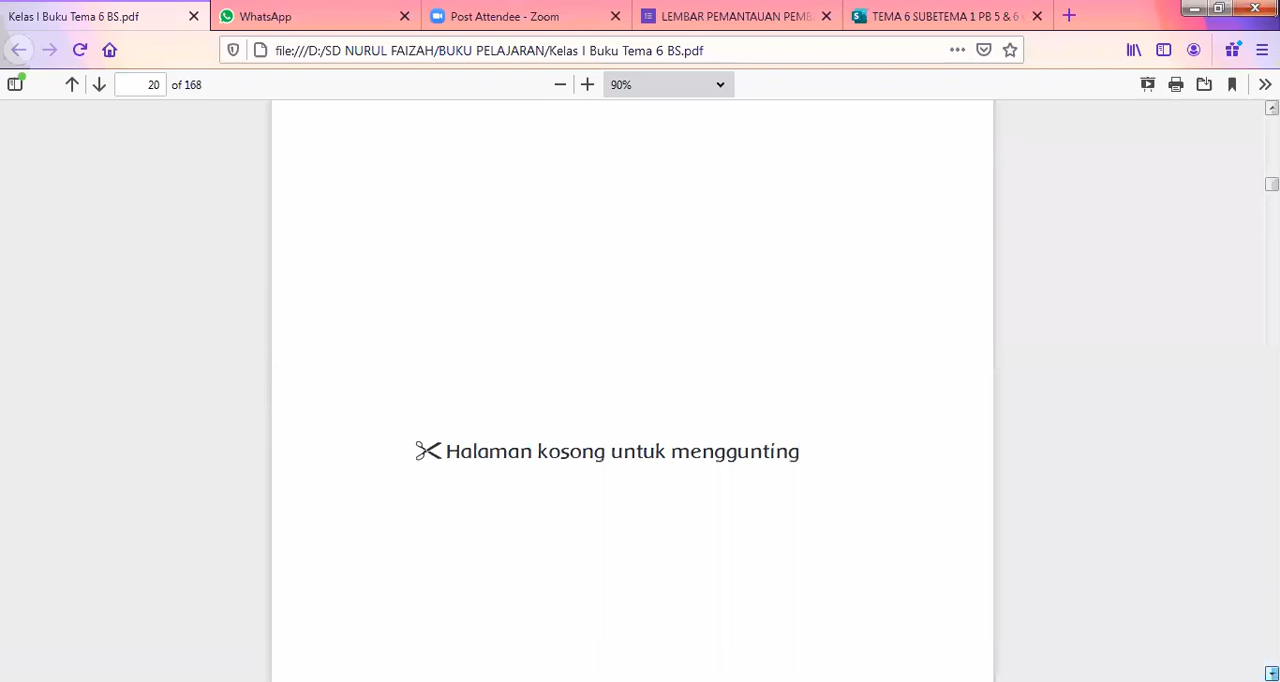 Kelas I Buku Tema 6 BS.pdf
WhatsApp
Post Attendee - Zoom
LEMBAR PEMANTAUAN PEMB
TEMA 6 SUBETEMA 1 PB 5 & 6
file:///D:/SD NURUL FAIZAH/BUKU PELAJARAN/Kelas I Buku Tema 6 BS.pdf
20 of 168
90%
Halaman kosong untuk menggunting